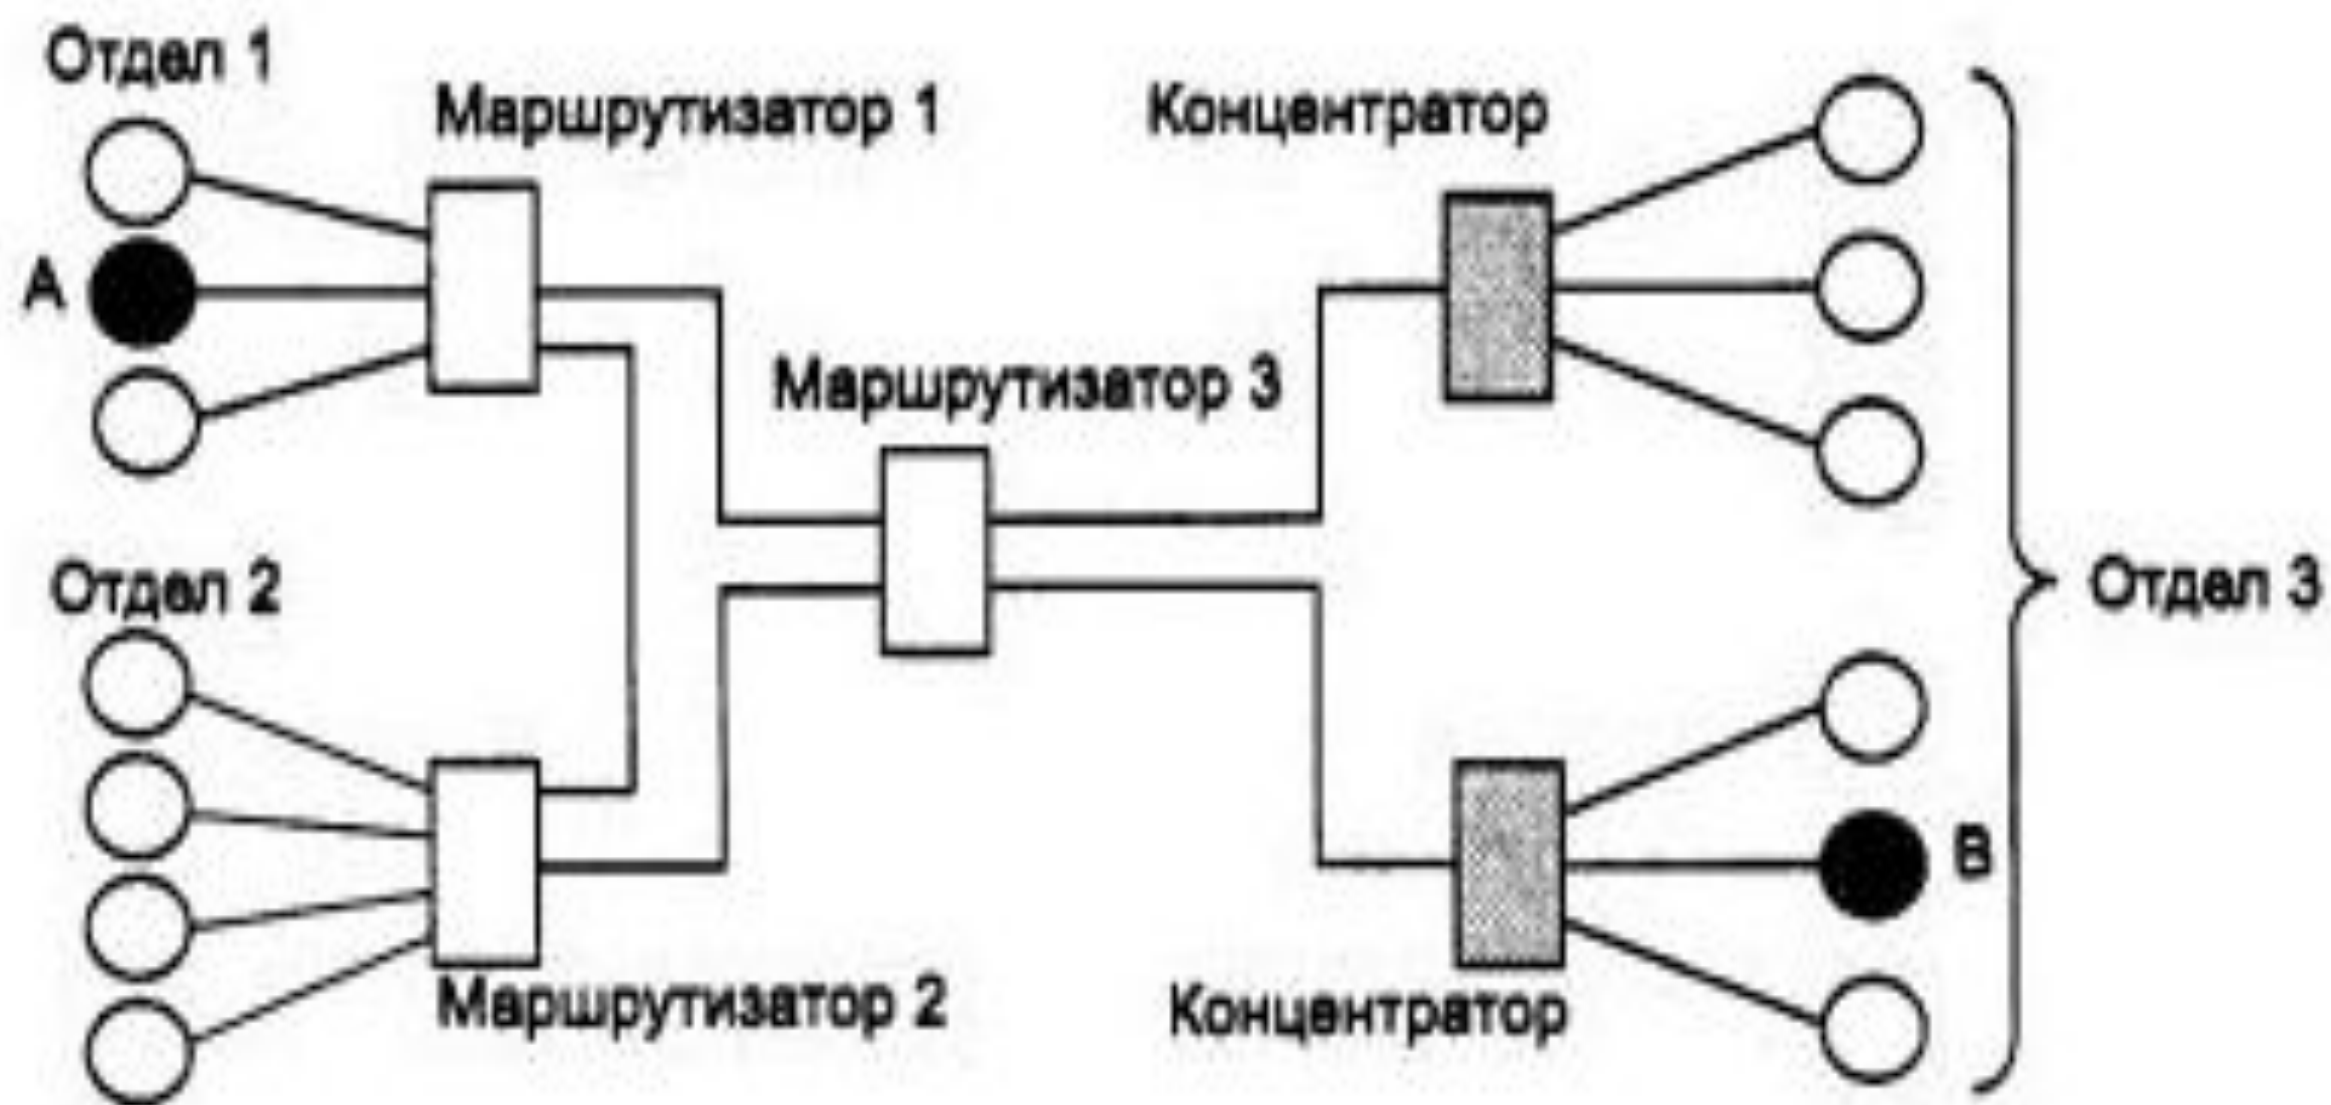 Отдел 1
Маршрутизатор 1
Концентратор
А
Маршрутизатор 3
Отдел 2
Отдел 3
В
Маршрутизатор 2
Концентратор